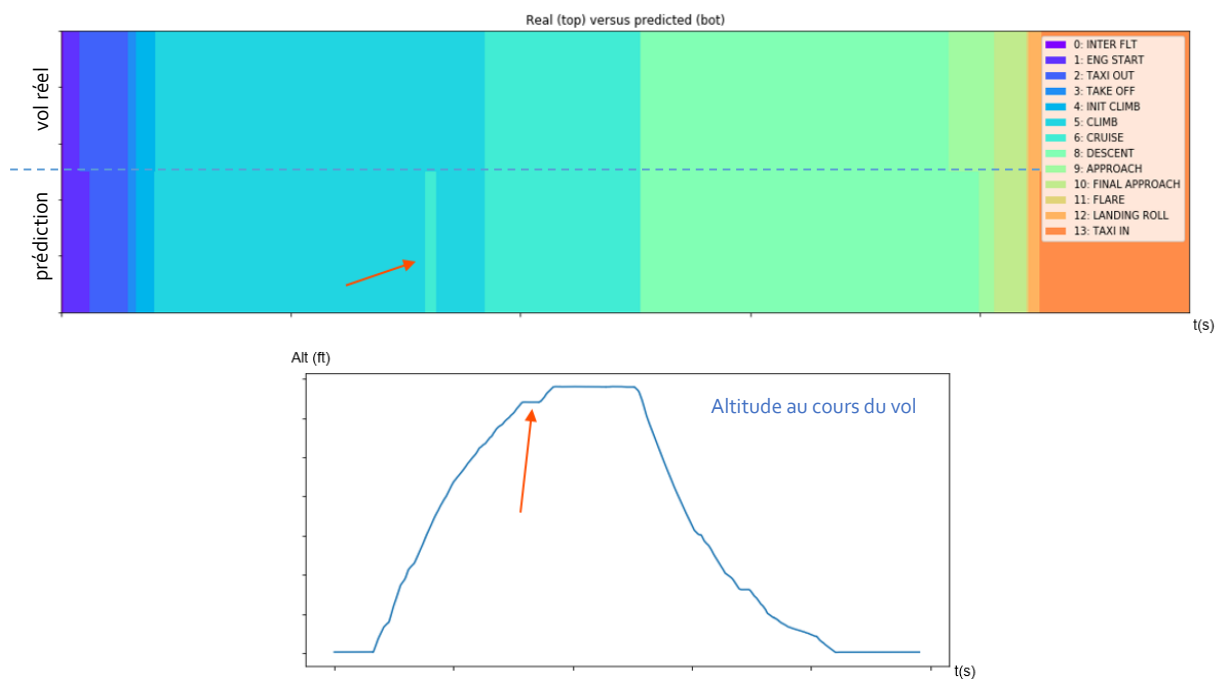 Real (top) versus predicted (bot)
vol réel
prédiction
0: INTER FLT
1: ENG START
2: TAXI OUT
3: TAKE OFF
4: INIT CLIMB
5: CLIMB
6: CRUISE
8: DESCENT
9: APPROACH
10: FINAL APPROACH
11: FLARE
12: LANDING ROLL
13: TAXI IN
t(s)
Alt (ft)
Altitude au cours du vol
t(s)